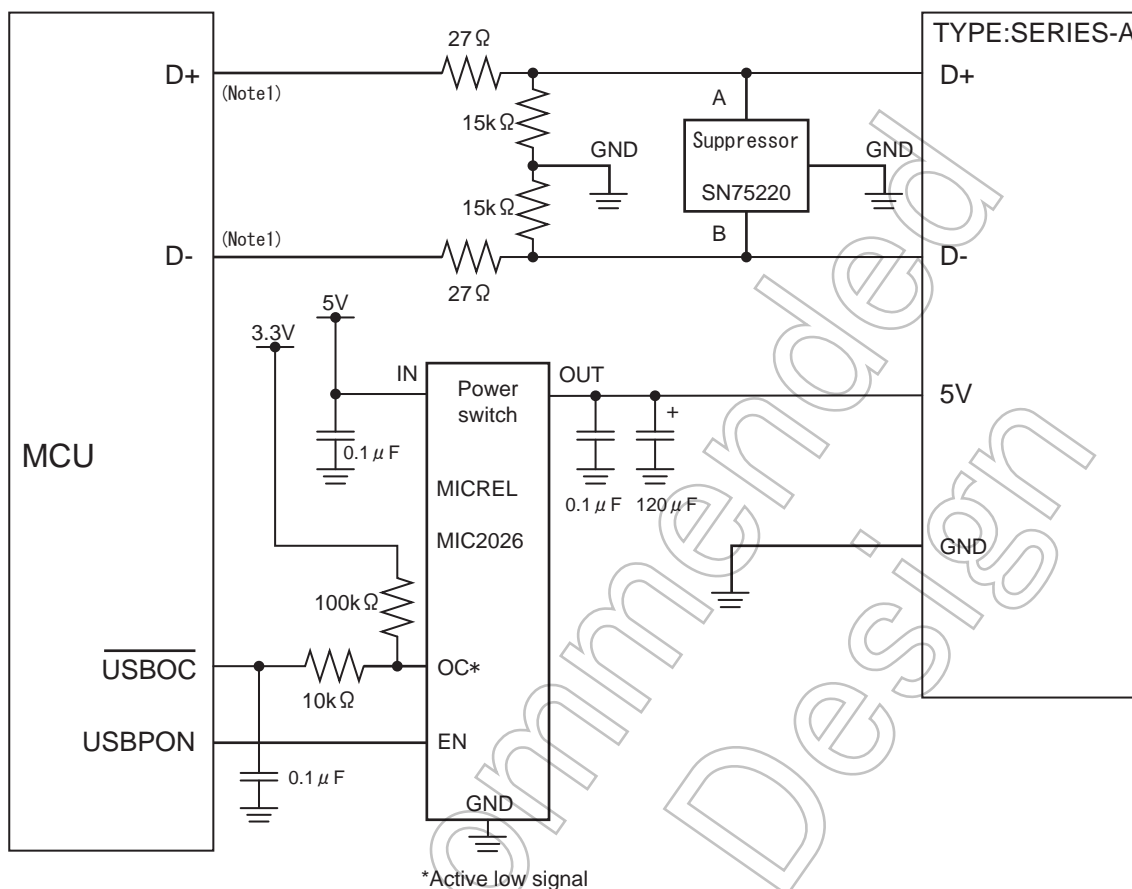 TYPE:SERIES-A
27Ω
D+
(Note1)
D+
A
15kΩ
GND
Suppressor
SN75220
GND
15kΩ
B
D-
(Note1)
D-
27Ω
5V
3.3V
IN
Power
switch
OUT
5V
+
0.1μF
MCU
MICREL
MIC2026
0.1μF
120μF
GND
100kΩ
USBOC
OC*
10kΩ
USBPON
EN
0.1μF
GND
*Active low signal
ommended
Design